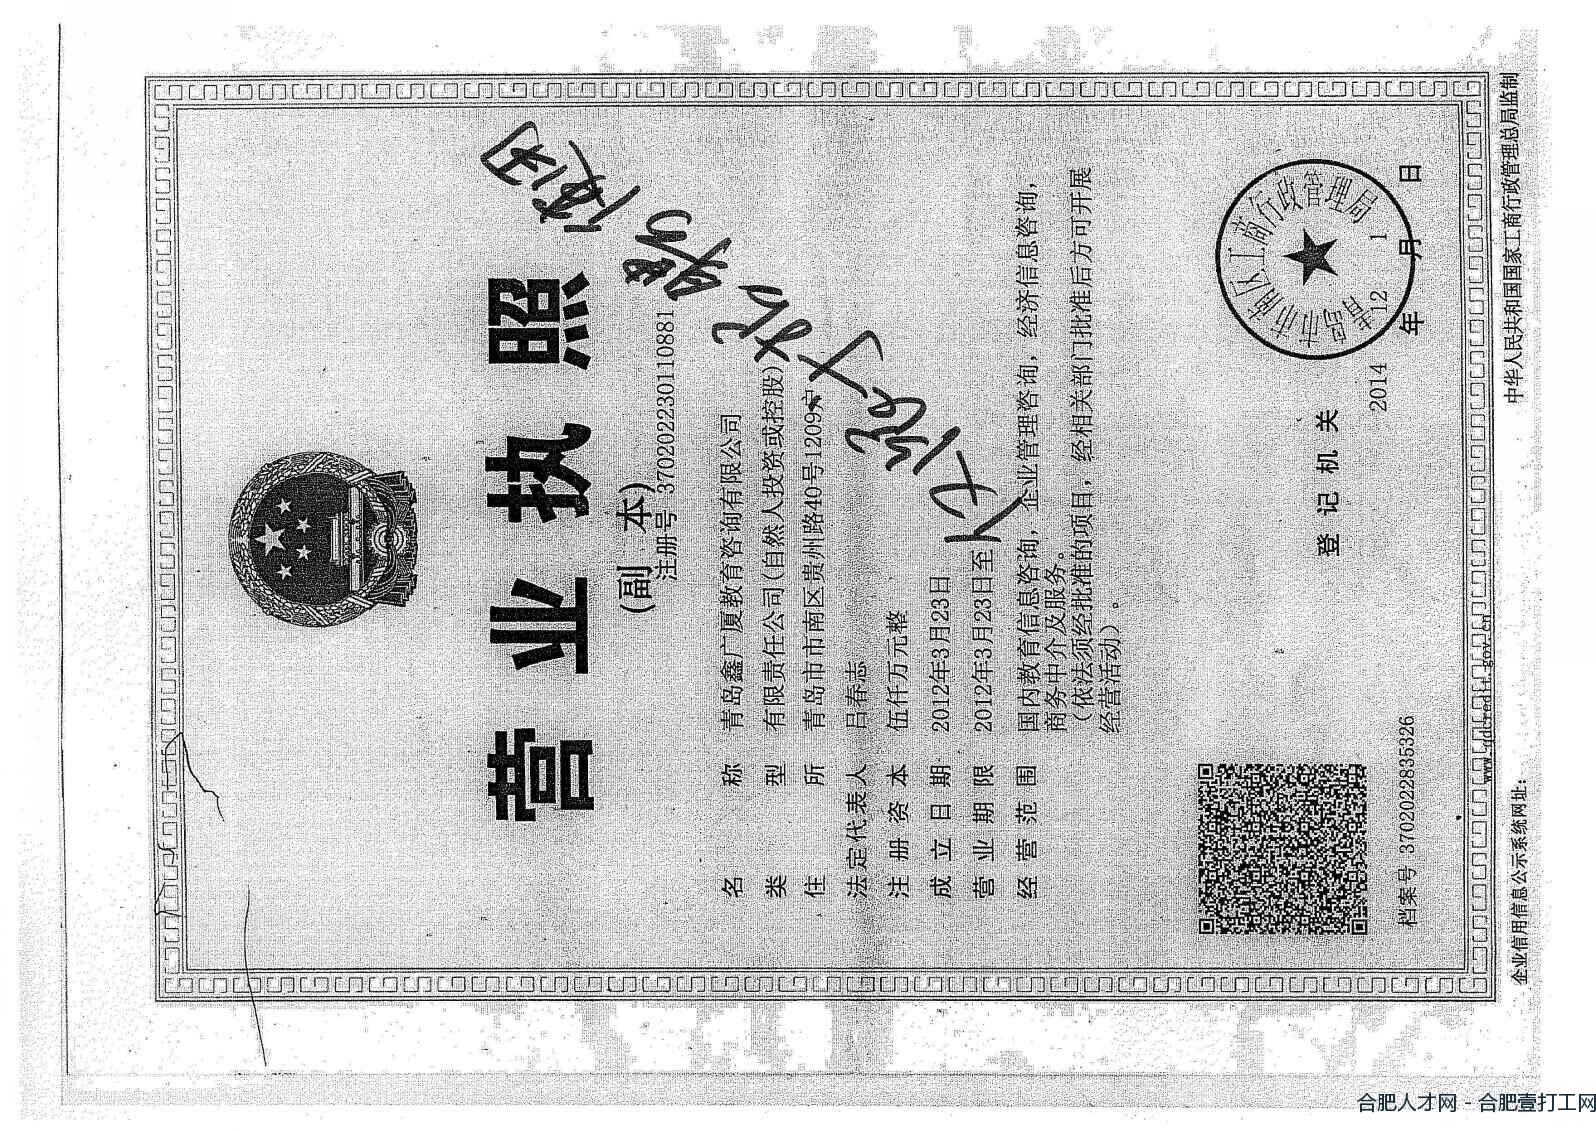 营业执照
(副 本)
注册号 370202230110881
名称 青岛鑫广厦教育咨询有限公司
类型 有限责任公司(自然人投资或控股)
住所 青岛市市南区贵州路40号1209户
法定代表人 吕春志
注册资本 伍仟万元整
成立日期 2012年3月23日
营业期限 2012年3月23日至
经营范围 国内教育信息咨询,企业管理咨询,经济信息咨询,
商务中介及服务。
(依法须经批准的项目,经相关部门批准后方可开展
经营活动)。
登记机关
青岛市市南区工商行政管理局
2014 12 1
年 月 日
档案号 3702022835326
企业信用信息公示系统网址:
www.qdcredit.gov.cn
中华人民共和国国家工商行政管理总局监制
合肥人才网 - 合肥壹打工网